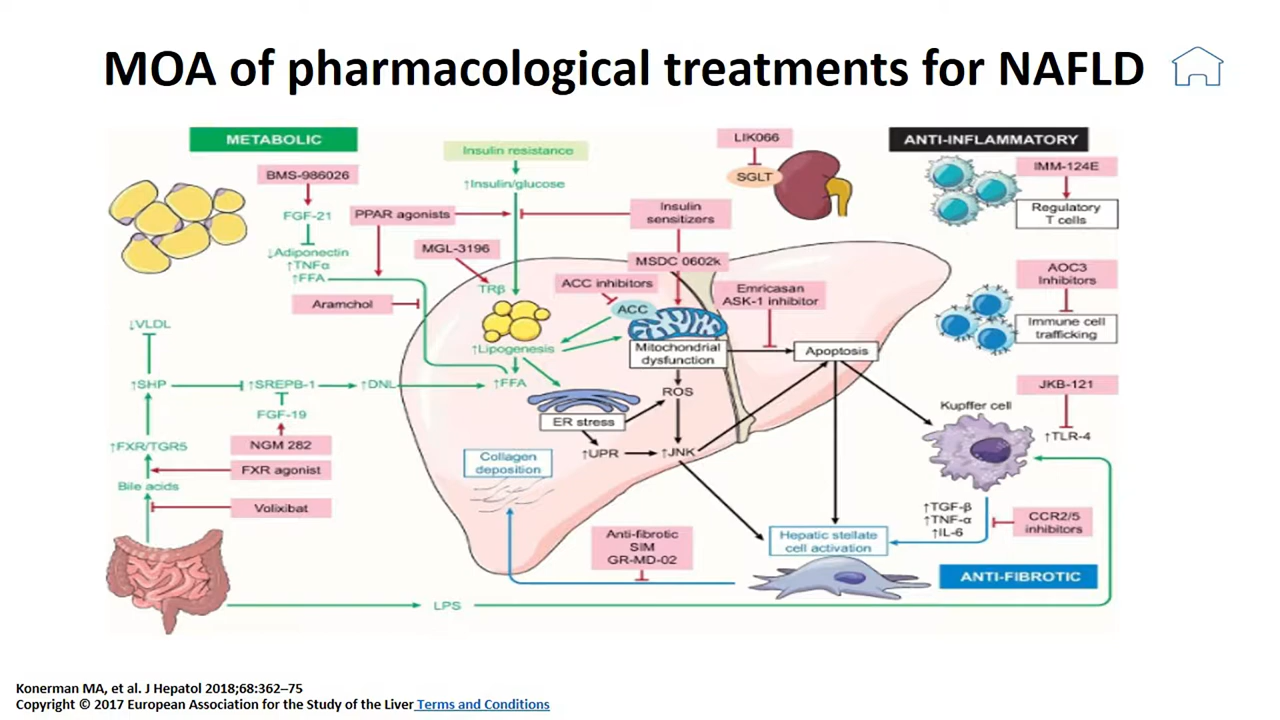 MOA of pharmacological treatments for NAFLD
METABOLIC
BMS-986026
FGF-21
↓Adiponectin
↑TNFα
↑FFA
Aramchol
PPAR agonists
Insulin resistance
↑Insulin/glucose
MGL-3196
TRβ
Insulin
sensitizers
MSDC 0602k
ACC inhibitors
ACC
LIK066
SGLT
ANTI-INFLAMMATORY
IMM-124E
Regulatory
T cells
AOC3
Inhibitors
Immune cell
trafficking
JKB-121
↑TLR-4
Kupffer cell
Emricasan
ASK-1 inhibitor
Mitochondrial
dysfunction
Apoptosis
↑Lipogenesis
↑FFA
ROS
ER stress
↑UPR
↑JNK
↓VLDL
↑SHP
↑SREPB-1
↑DNL
FGF-19
NGM 282
↑FXR/TGR5
FXR agonist
Bile acids
Volixibat
Collagen
deposition
Anti-fibrotic
SIM
GR-MD-02
Hepatic stellate
cell activation
↑TGF-β
↑TNF-α
↑IL-6
CCR2/5
inhibitors
ANTI-FIBROTIC
LPS
Konerman MA, et al. J Hepatol 2018;68:362–75
Copyright © 2017 European Association for the Study of the Liver Terms and Conditions